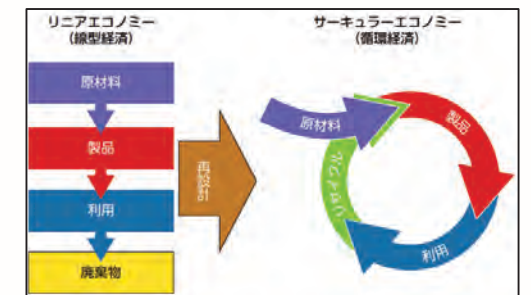 リニアエコノミー
(線型経済)
原材料
製品
利用
廃棄物
再設計
サーキュラーエコノミー
(循環経済)
原材料
製品
利用
リサイクル